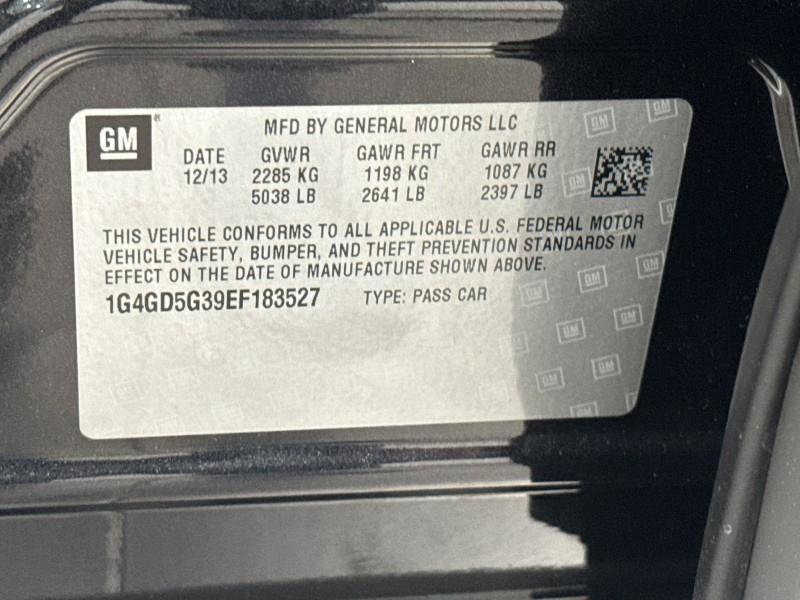 GM
MFD BY GENERAL MOTORS LLC
DATE GVWR GAWR FRT GAWR RR
12/13 2285 KG 1198 KG 1087 KG
5038 LB 2641 LB 2397 LB
THIS VEHICLE CONFORMS TO ALL APPLICABLE U.S. FEDERAL MOTOR
VEHICLE SAFETY, BUMPER, AND THEFT PREVENTION STANDARDS IN
EFFECT ON THE DATE OF MANUFACTURE SHOWN ABOVE.
1G4GD5G39EF183527 TYPE: PASS CAR